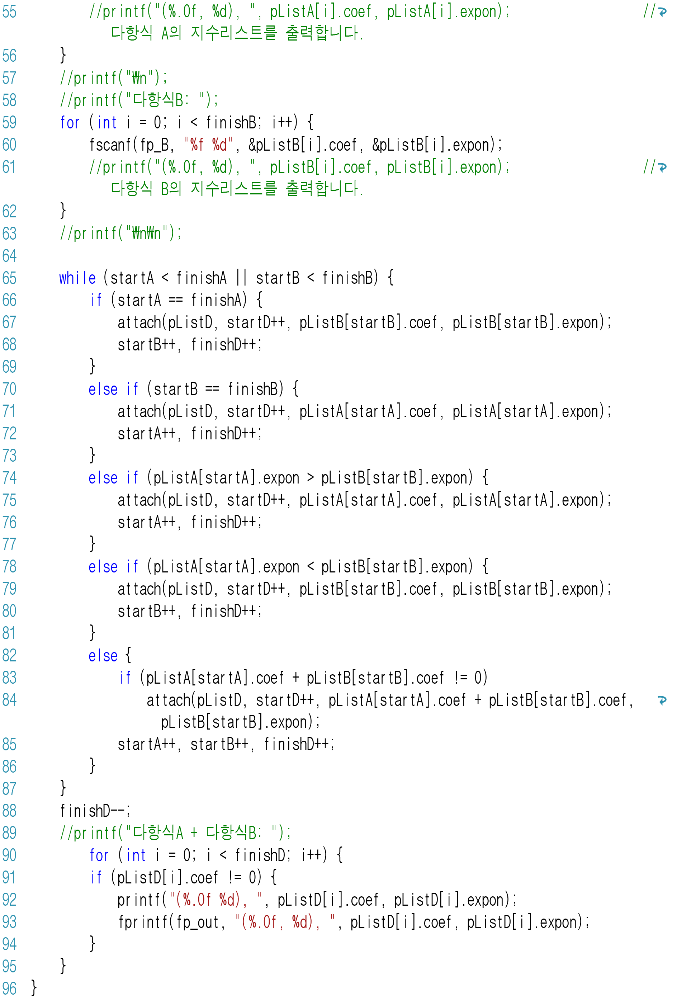 55 //printf("(%.0f, %d), ", pListA[i].coef, pListA[i].expon); //
다항식 A의 지수리스트를 출력합니다.
56 }
57 //printf("₩n");
58 //printf("다항식B: ");
59 for (int i = 0; i < finishB; i++) {
60 fscanf(fp_B, "%f %d", &pListB[i].coef, &pListB[i].expon);
61 //printf("(%.0f, %d), ", pListB[i].coef, pListB[i].expon); //
다항식 B의 지수리스트를 출력합니다.
62 }
63 //printf("₩n₩n");
64
65 while (startA < finishA || startB < finishB) {
66 if (startA == finishA) {
67 attach(pListD, startD++, pListB[startB].coef, pListB[startB].expon);
68 startB++, finishD++;
69 }
70 else if (startB == finishB) {
71 attach(pListD, startD++, pListA[startA].coef, pListA[startA].expon);
72 startA++, finishD++;
73 }
74 else if (pListA[startA].expon > pListB[startB].expon) {
75 attach(pListD, startD++, pListA[startA].coef, pListA[startA].expon);
76 startA++, finishD++;
77 }
78 else if (pListA[startA].expon < pListB[startB].expon) {
79 attach(pListD, startD++, pListB[startB].coef, pListB[startB].expon);
80 startB++, finishD++;
81 }
82 else {
83 if (pListA[startA].coef + pListB[startB].coef != 0)
84 attach(pListD, startD++, pListA[startA].coef + pListB[startB].coef,
pListB[startB].expon);
85 startA++, startB++, finishD++;
86 }
87 }
88 finishD--;
89 //printf("다항식A + 다항식B: ");
90 for (int i = 0; i < finishD; i++) {
91 if (pListD[i].coef != 0) {
92 printf("(%.0f %d), ", pListD[i].coef, pListD[i].expon);
93 fprintf(fp_out, "(%.0f, %d), ", pListD[i].coef, pListD[i].expon);
94 }
95 }
96 }